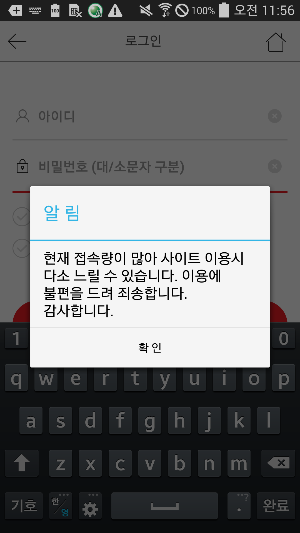 100% 오전 11:56
로그인
아이디
비밀번호 (대/소문자 구분)
알 림
현재 접속량이 많아 사이트 이용시
다소 느릴 수 있습니다. 이용에
불편을 드려 죄송합니다.
감사합니다.
확인
1 0
q w e r t y u i o p
a s d f g h j k l
z x c v b n m
기호 한 영 . 완료